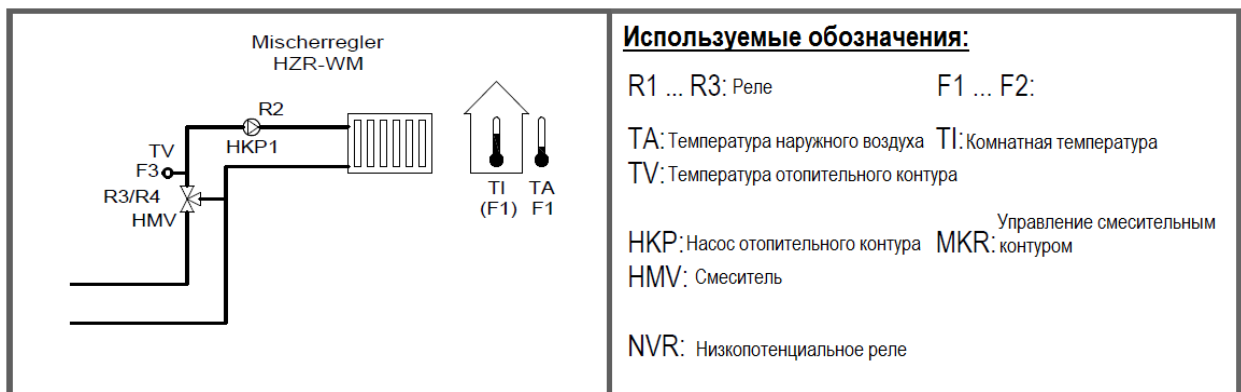 Mischerregler
HZR-WM
R2
HKP1
TV
F3
R3/R4
HMV
TI
(F1)
TA
F1
Используемые обозначения:
R1 ... R3: Реле
F1 ... F2:
TA: Температура наружного воздуха
TI: Комнатная температура
TV: Температура отопительного контура
HKP: Насос отопительного контура
MKR: Управление смесительным
контуром
HMV: Смеситель
NVR: Низкопотенциальное реле